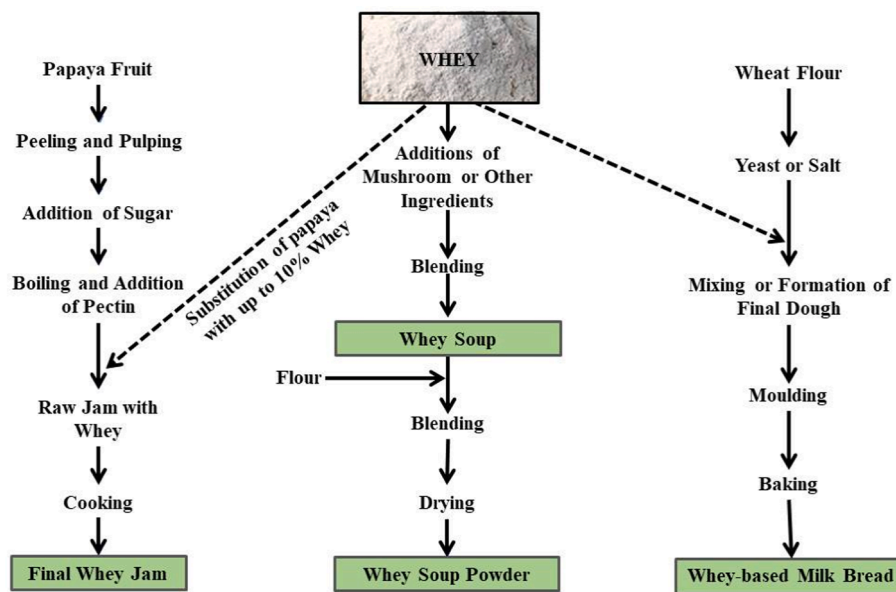 WHEY
Papaya Fruit
Peeling and Pulping
Addition of Sugar
Boiling and Addition
of Pectin
Raw Jam with
Whey
Cooking
Final Whey Jam
Substitution of papaya
with up to 10% Whey
Additions of
Mushroom or Other
Ingredients
Blending
Whey Soup
Flour
Blending
Drying
Whey Soup Powder
Wheat Flour
Yeast or Salt
Mixing or Formation of
Final Dough
Moulding
Baking
Whey-based Milk Bread